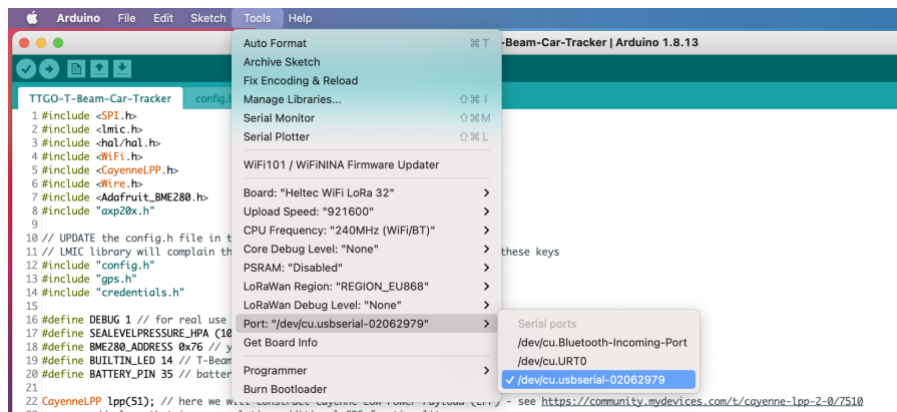 Arduino File Edit Sketch Tools Help
-Beam-Car-Tracker | Arduino 1.8.13
Auto Format ⌘T
Archive Sketch
Fix Encoding & Reload
Manage Libraries... ⇧⌘I
Serial Monitor ⇧⌘M
Serial Plotter ⇧⌘L
WiFi101 / WiFiNINA Firmware Updater
Board: "Heltec WiFi LoRa 32"
Upload Speed: "921600"
CPU Frequency: "240MHz (WiFi/BT)"
Core Debug Level: "None"
PSRAM: "Disabled"
LoRaWan Region: "REGION_EU868"
LoRaWan Debug Level: "None"
Port: "/dev/cu.usbserial-02062979"
Get Board Info
Programmer
Burn Bootloader
Serial ports
/dev/cu.Bluetooth-Incoming-Port
/dev/cu.URT0
✓ /dev/cu.usbserial-02062979
TTGO-T-Beam-Car-Tracker config.h
1 #include <SPI.h>
2 #include <lmic.h>
3 #include <hal/hal.h>
4 #include <WiFi.h>
5 #include <CayenneLPP.h>
6 #include <Wire.h>
7 #include <Adafruit_BME280.h>
8 #include "axp20x.h"
9
10 // UPDATE the config.h file in t
11 // LMIC library will complain th these keys
12 #include "config.h"
13 #include "gps.h"
14 #include "credentials.h"
15
16 #define DEBUG 1 // for real use
17 #define SEALEVELPRESSURE_HPA (10
18 #define BME280_ADDRESS 0x76 // y
19 #define BUILTIN_LED 14 // T-Beam
20 #define BATTERY_PIN 35 // batter
21
22 CayenneLPP lpp(51); // here we will construct Cayenne Low Power Payload (LPP) - see https://community.mydevices.com/t/cayenne-lpp-2-0/7510